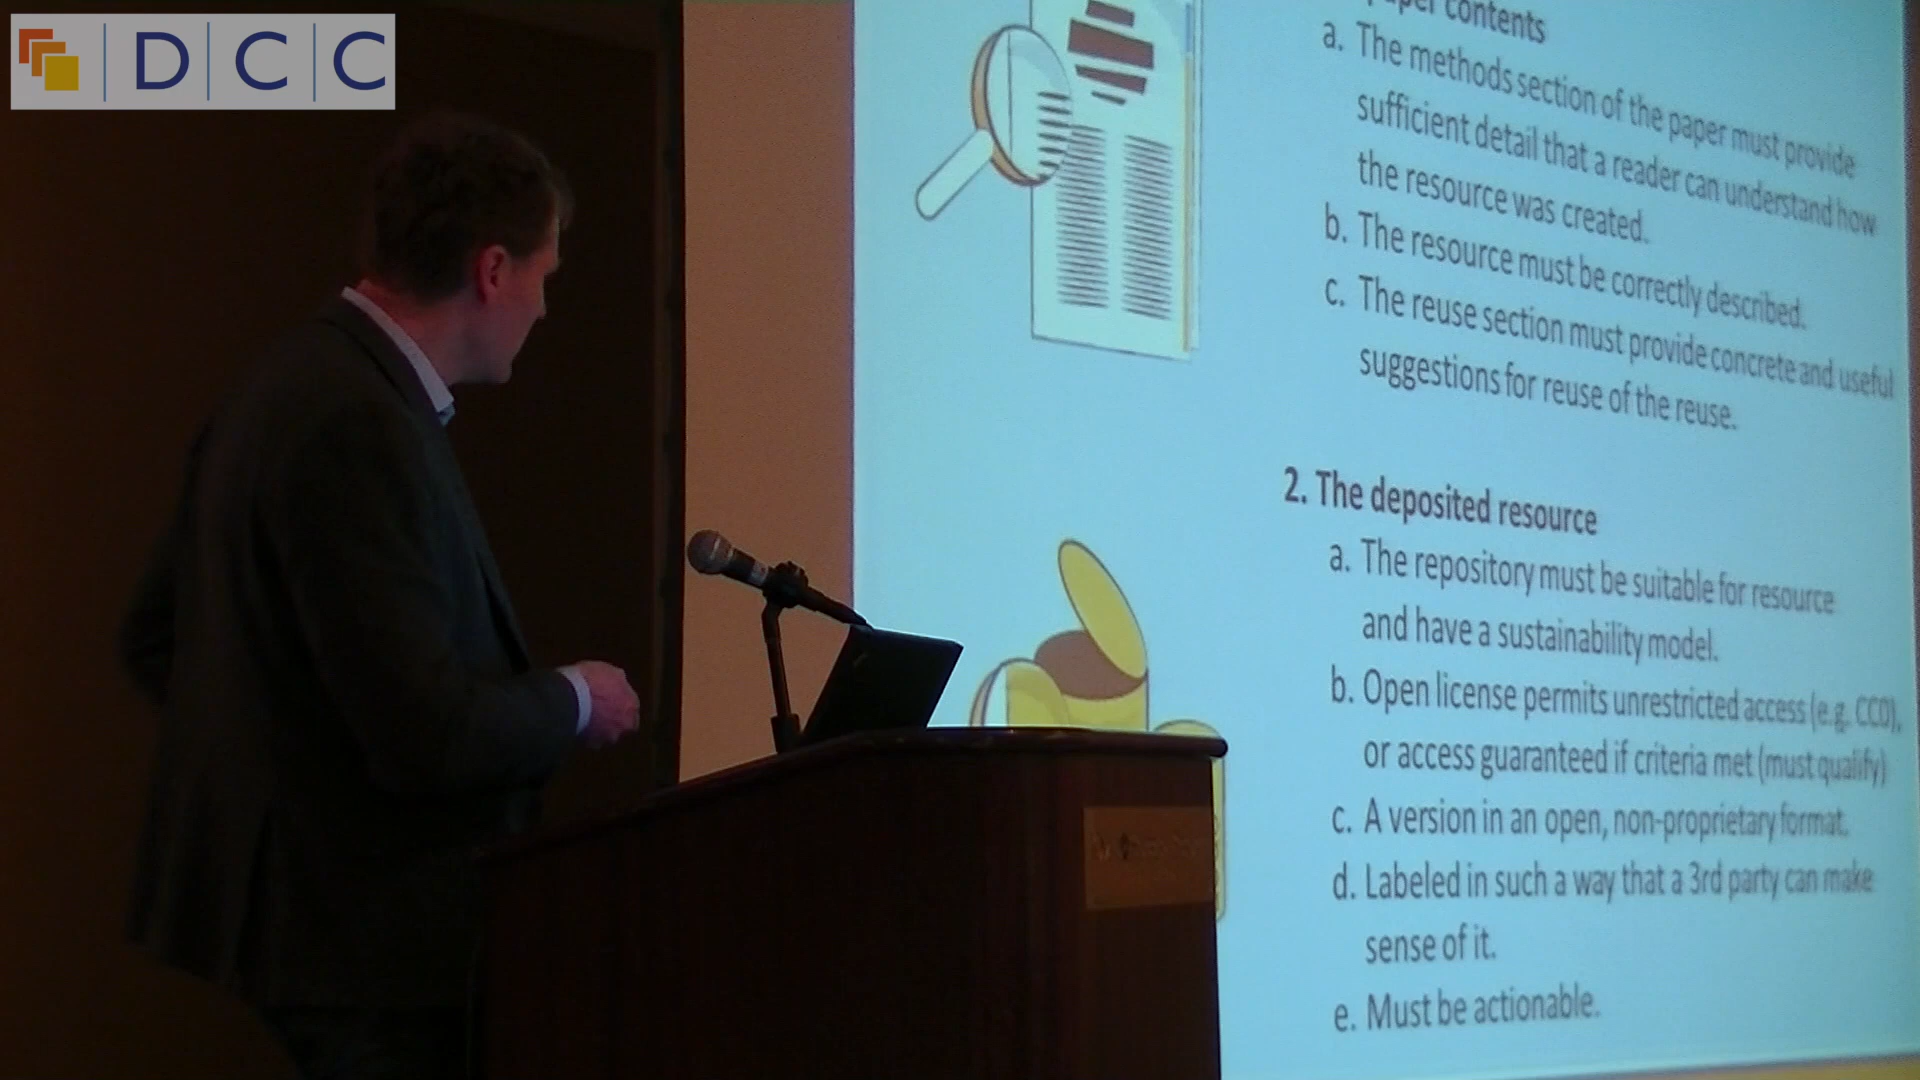 DCC
contents
a. The methods section of the paper must provide
sufficient detail that a reader can understand how
the resource was created.
b. The resource must be correctly described.
c. The reuse section must provide concrete and useful
suggestions for reuse of the reuse.
2. The deposited resource
a. The repository must be suitable for resource
and have a sustainability model.
b. Open license permits unrestricted access (e.g. CC0),
or access guaranteed if criteria met (must qualify)
c. A version in an open, non-proprietary format.
d. Labeled in such a way that a 3rd party can make
sense of it.
e. Must be actionable.